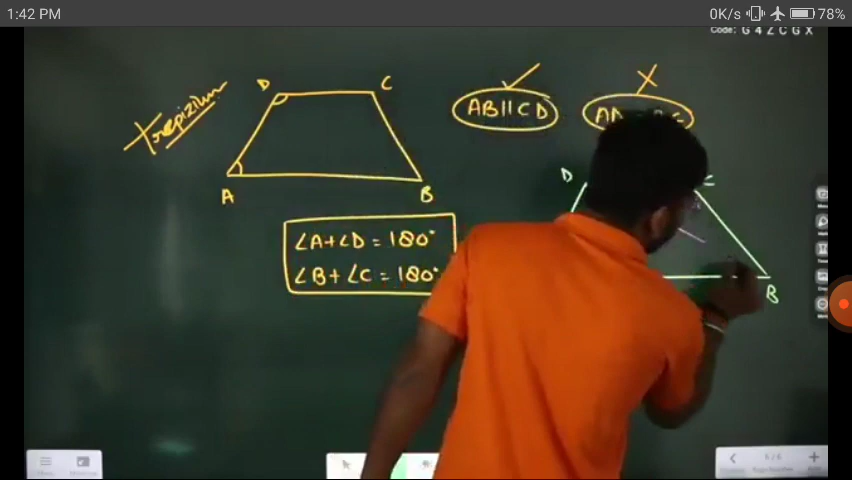 1:42 PM
0K/s 78%
Code: G 4 Z C G X
Trepizium
D C
A B
AB || CD
∠A+∠D = 180°
∠B+∠C = 180°
D C
B